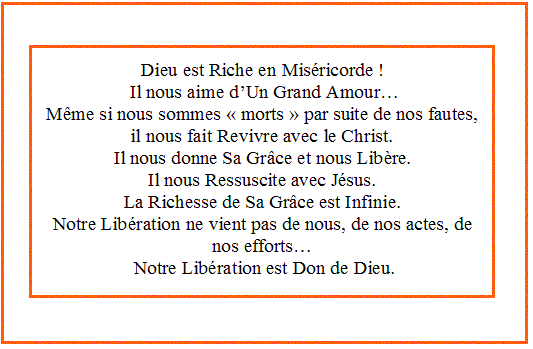 Dieu est Riche en Miséricorde !
Il nous aime d’Un Grand Amour…
Même si nous sommes « morts » par suite de nos fautes,
il nous fait Revivre avec le Christ.
Il nous donne Sa Grâce et nous Libère.
Il nous Ressuscite avec Jésus.
La Richesse de Sa Grâce est Infinie.
Notre Libération ne vient pas de nous, de nos actes, de
nos efforts…
Notre Libération est Don de Dieu.